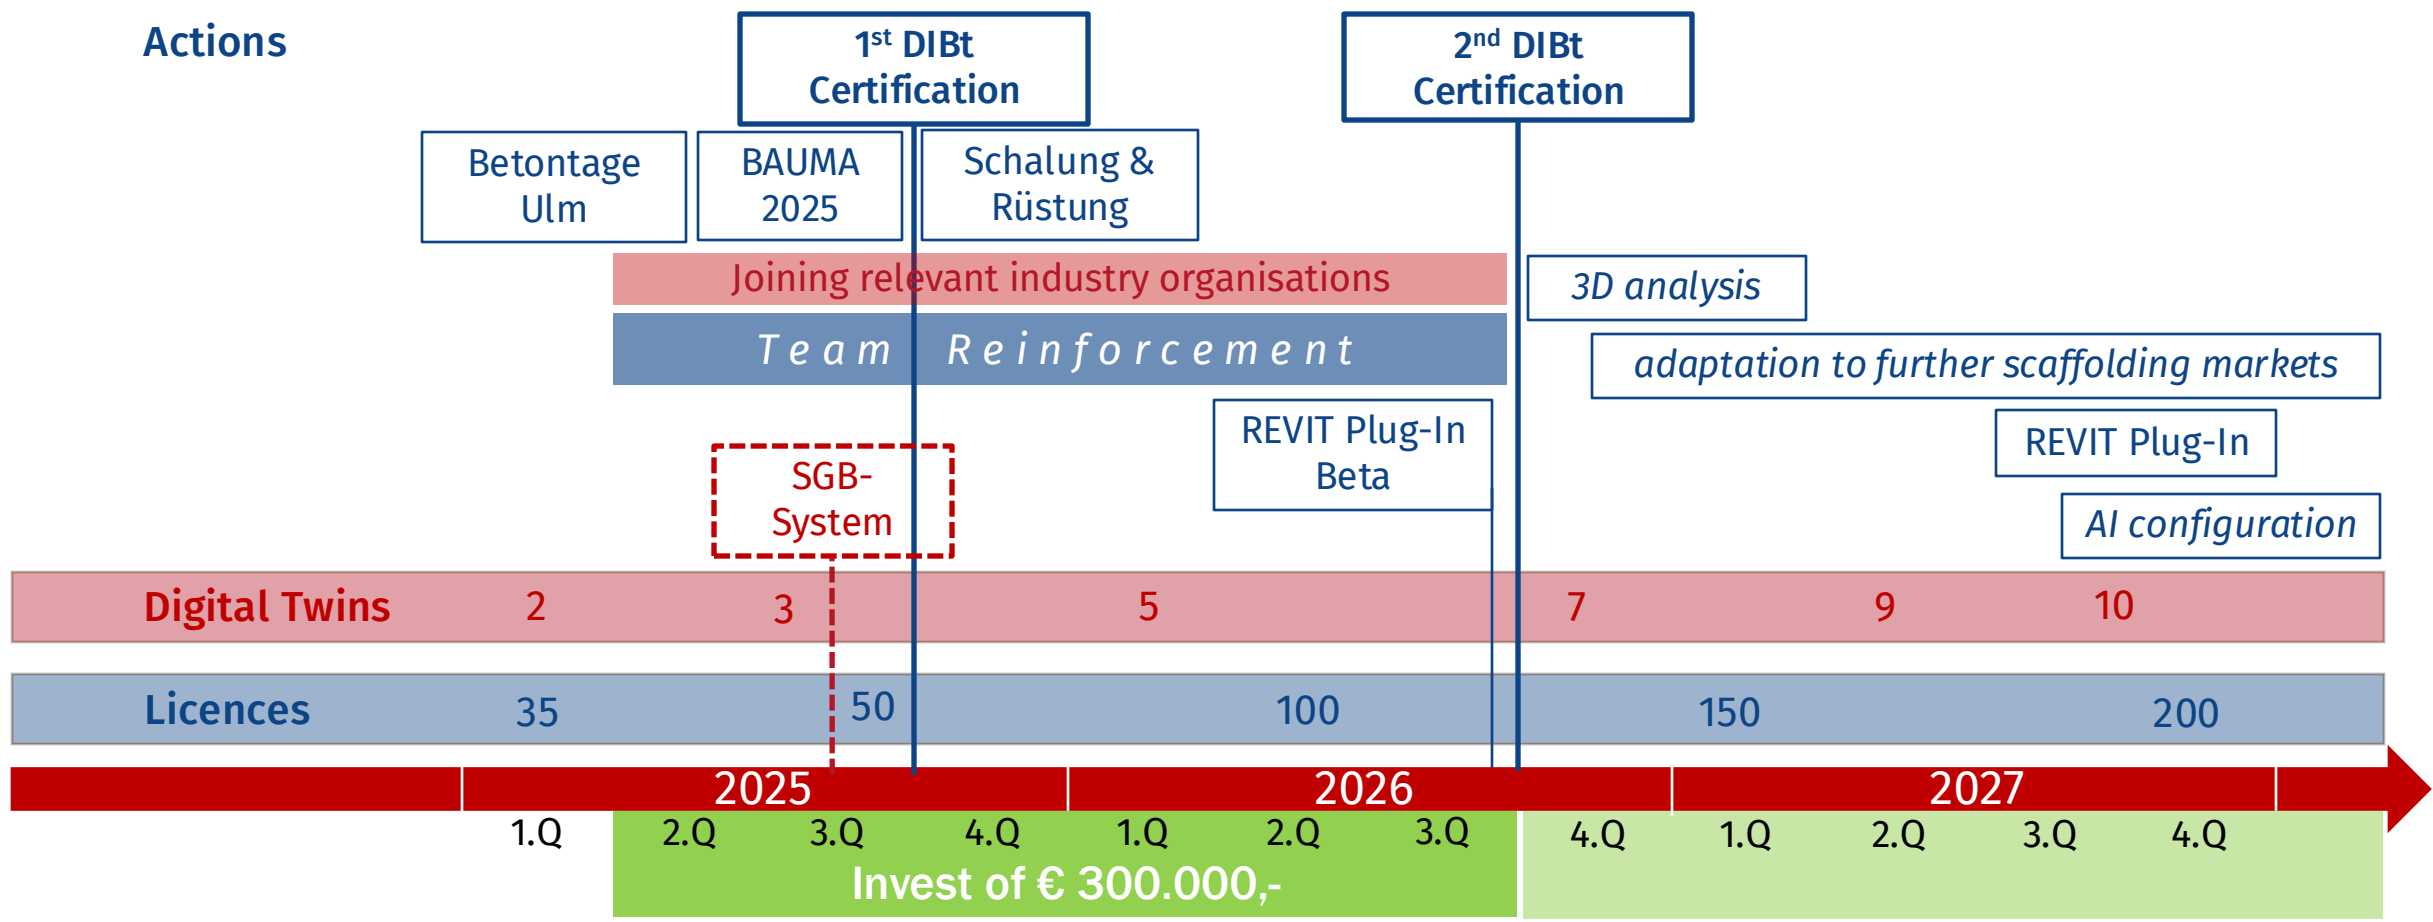 Actions
1st DIBt
Certification
2nd DIBt
Certification
Betontage
Ulm
BAUMA
2025
Schalung &
Rüstung
Joining relevant industry organisations
3D analysis
Team Reinforcement
adaptation to further scaffolding markets
REVIT Plug-In
Beta
REVIT Plug-In
SGB-
System
AI configuration
Digital Twins 2 3 5 7 9 10
Licences 35 50 100 150 200
2025 2026 2027
1.Q 2.Q 3.Q 4.Q 1.Q 2.Q 3.Q 4.Q 1.Q 2.Q 3.Q 4.Q
Invest of € 300.000,-